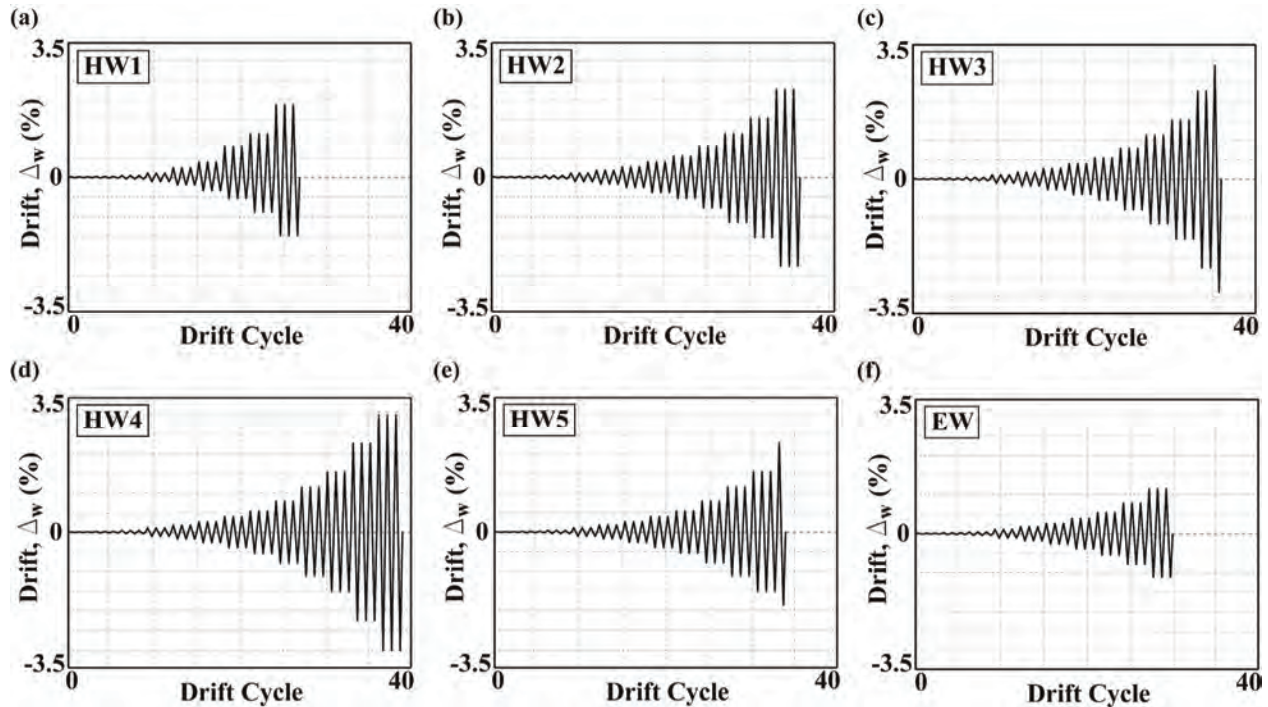 (a)
3.5
HW1
Drift, Δw (%)
0
-3.5
0
40
Drift Cycle
(b)
3.5
HW2
Drift, Δw (%)
0
-3.5
0
40
Drift Cycle
(c)
3.5
HW3
Drift, Δw (%)
0
-3.5
0
40
Drift Cycle
(d)
3.5
HW4
Drift, Δw (%)
0
-3.5
0
40
Drift Cycle
(e)
3.5
HW5
Drift, Δw (%)
0
-3.5
0
40
Drift Cycle
(f)
3.5
EW
Drift, Δw (%)
0
-3.5
0
40
Drift Cycle